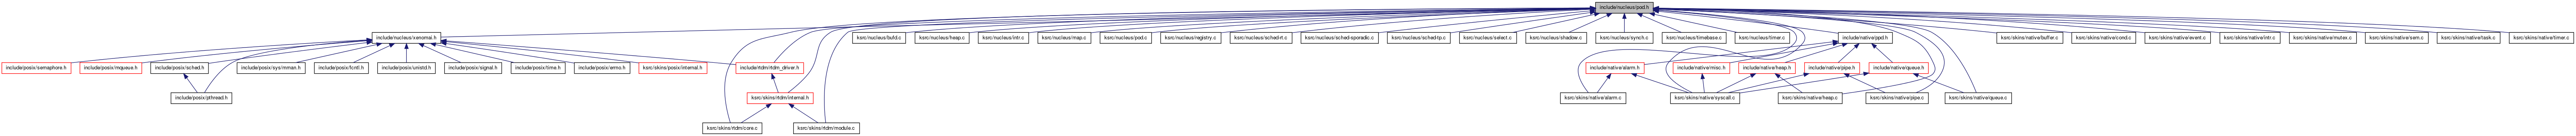 include/nucleus/pod.h
include/nucleus/xenomai.h
ksrc/nucleus/bufd.c
ksrc/nucleus/heap.c
ksrc/nucleus/intr.c
ksrc/nucleus/map.c
ksrc/nucleus/pod.c
ksrc/nucleus/registry.c
ksrc/nucleus/sched-rt.c
ksrc/nucleus/sched-sporadic.c
ksrc/nucleus/sched-tp.c
ksrc/nucleus/select.c
ksrc/nucleus/shadow.c
ksrc/nucleus/synch.c
ksrc/nucleus/timebase.c
ksrc/nucleus/timer.c
include/native/ppd.h
ksrc/skins/native/buffer.c
ksrc/skins/native/cond.c
ksrc/skins/native/event.c
ksrc/skins/native/intr.c
ksrc/skins/native/mutex.c
ksrc/skins/native/sem.c
ksrc/skins/native/task.c
ksrc/skins/native/timer.c
include/posix/semaphore.h
include/posix/mqueue.h
include/posix/sched.h
include/posix/sys/mman.h
include/posix/fcntl.h
include/posix/unistd.h
include/posix/signal.h
include/posix/time.h
include/posix/errno.h
ksrc/skins/posix/internal.h
include/rtdm/rtdm_driver.h
include/native/alarm.h
include/native/misc.h
include/native/heap.h
include/native/pipe.h
include/native/queue.h
include/posix/pthread.h
ksrc/skins/rtdm/internal.h
ksrc/skins/native/alarm.c
ksrc/skins/native/syscall.c
ksrc/skins/native/heap.c
ksrc/skins/native/pipe.c
ksrc/skins/native/queue.c
ksrc/skins/rtdm/core.c
ksrc/skins/rtdm/module.c